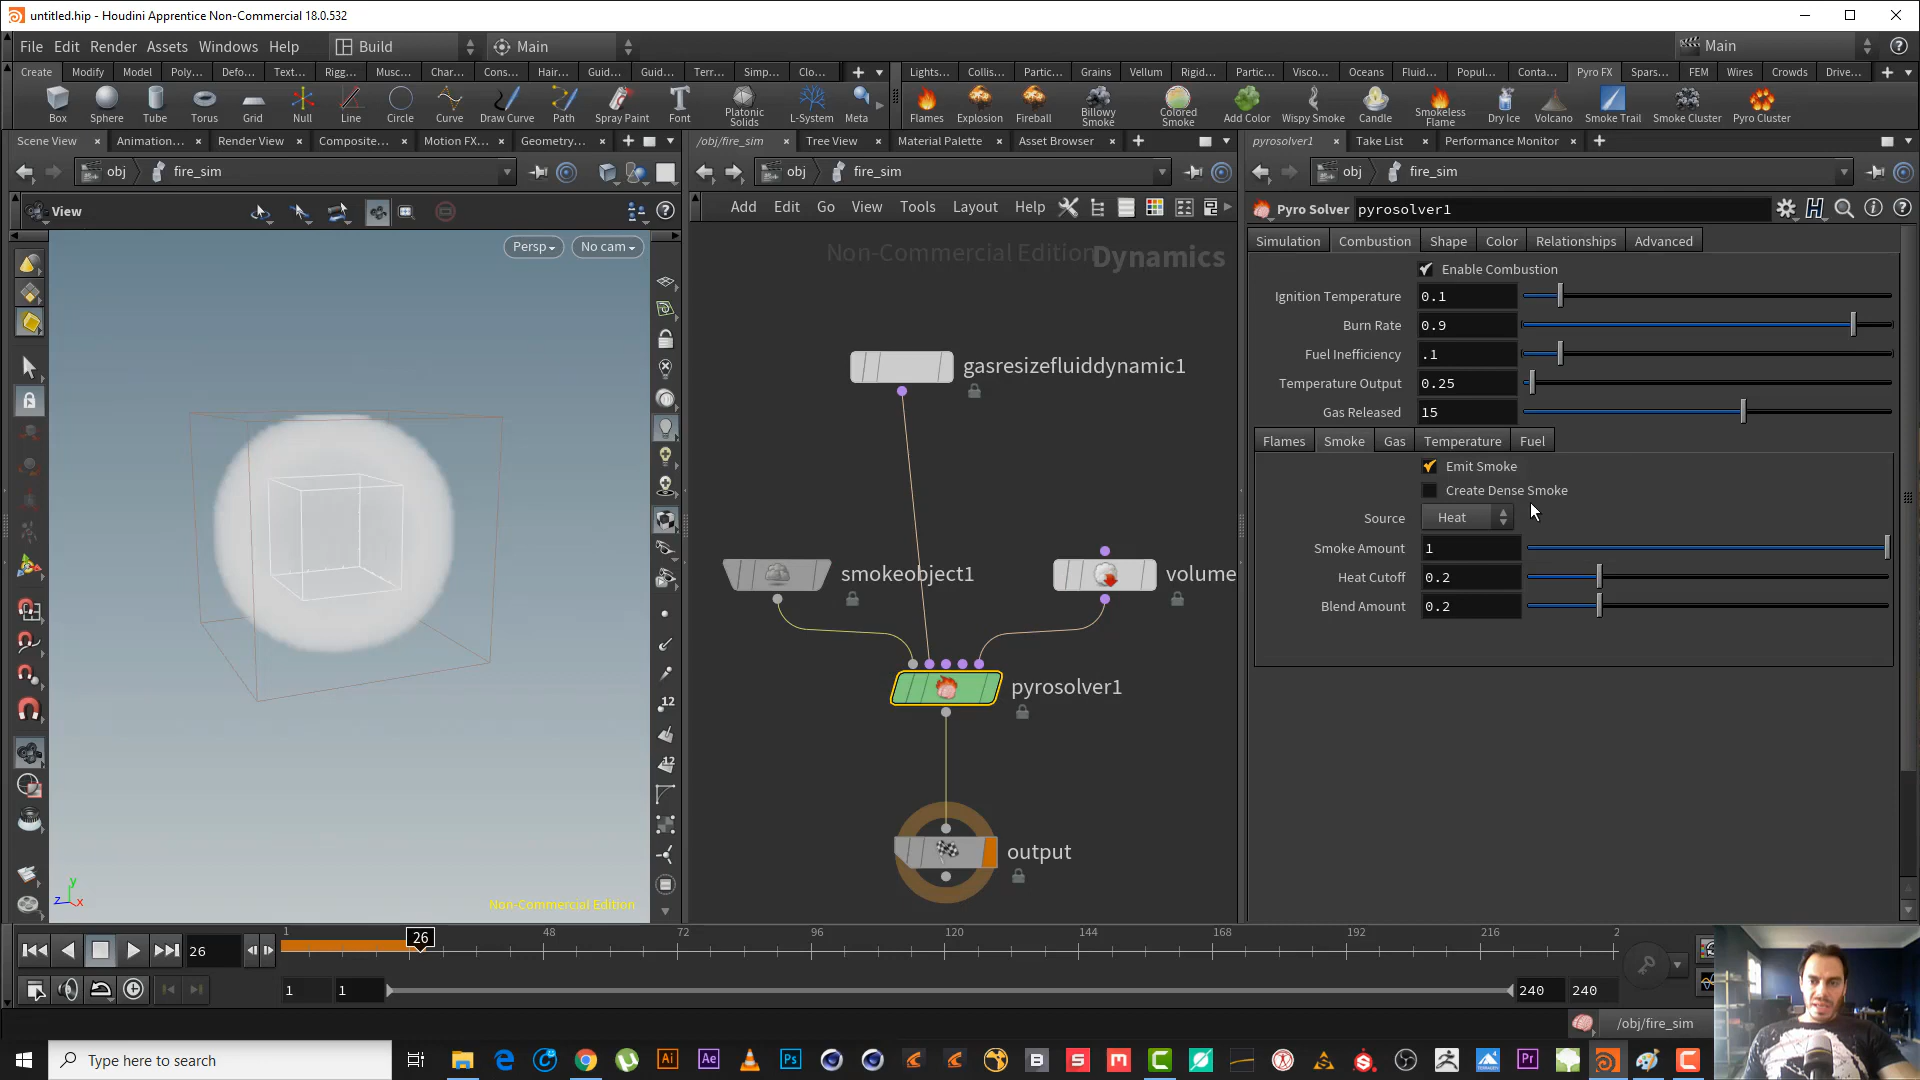 untitled.hip - Houdini Apprentice Non-Commercial 18.0.532
File Edit Render Assets Windows Help Build Main Main
Create Modify Model Poly... Defo... Text... Rigg... Musc... Char... Cons... Hair... Guid... Guid... Terr... Simp... Clo...
Lights... Collis... Partic... Grains Vellum Rigid... Partic... Visco... Oceans Fluid... Popul... Conta... Pyro FX Spars... FEM Wires Crowds Drive...
Box Sphere Tube Torus Grid Null Line Circle Curve Draw Curve Path Spray Paint Font Platonic Solids L-System Meta
Flames Explosion Fireball Billowy Smoke Colored Smoke Add Color Wispy Smoke Candle Smokeless Flame Dry Ice Volcano Smoke Trail Smoke Cluster Pyro Cluster
Scene View Animation... Render View Composite... Motion FX... Geometry...
/obj/fire_sim Tree View Material Palette Asset Browser
pyrosolver1 Take List Performance Monitor
obj fire_sim
obj fire_sim
obj fire_sim
View
Persp No cam
Non-Commercial Edition
z y x
Add Edit Go View Tools Layout Help
Non-Commercial Edition
Dynamics
gasresizefluiddynamic1
smokeobject1
volume
pyrosolver1
output
Pyro Solver pyrosolver1
Simulation Combustion Shape Color Relationships Advanced
Enable Combustion
Ignition Temperature 0.1
Burn Rate 0.9
Fuel Inefficiency .1
Temperature Output 0.25
Gas Released 15
Flames Smoke Gas Temperature Fuel
Emit Smoke
Create Dense Smoke
Source Heat
Smoke Amount 1
Heat Cutoff 0.2
Blend Amount 0.2
12
12
26
1 26 48 72 96 120 144 168 192 216 2
1 1 240 240
/obj/fire_sim
Type here to search
Ai Ae Ps B S M Pr